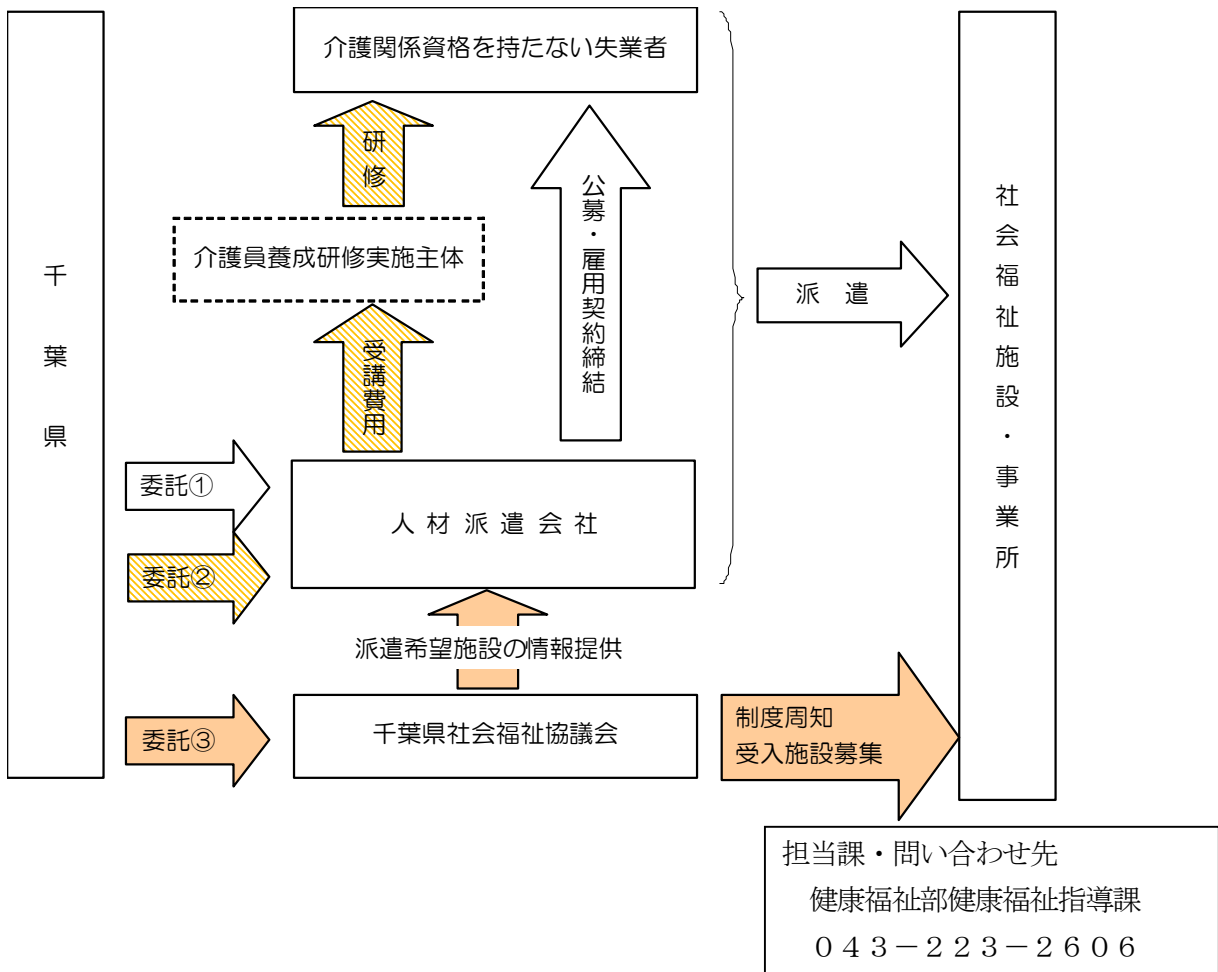 介護関係資格を持たない失業者
研修
公募・雇用契約締結
介護員養成研修実施主体
受講費用
千葉県
派　遣
社会福祉施設・事業所
委託①
人 材 派 遣 会 社
委託②
派遣希望施設の情報提供
委託③
千葉県社会福祉協議会
制度周知
受入施設募集
担当課・問い合わせ先
健康福祉部健康福祉指導課
０４３－２２３－２６０６